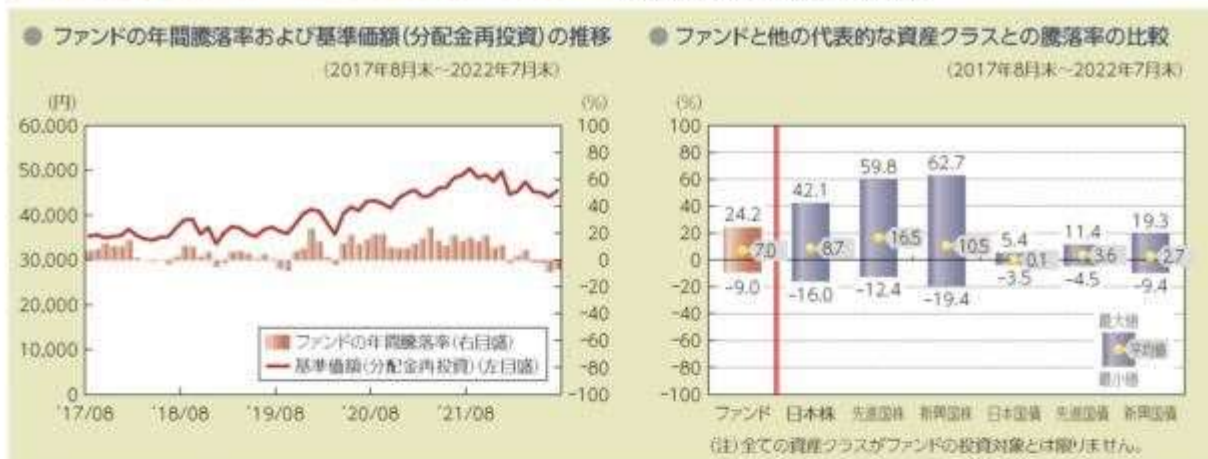 ● ファンドの年間騰落率および基準価額(分配金再投資)の推移
(2017年8月末~2022年7月末)
(円)
(%)
60,000
50,000
40,000
30,000
20,000
10,000
0
100
80
60
40
20
0
-20
-40
-60
-80
-100
ファンドの年間騰落率(右目盛)
基準価額(分配金再投資)(左目盛)
'17/08 '18/08 '19/08 '20/08 '21/08
● ファンドと他の代表的な資産クラスとの騰落率の比較
(2017年8月末~2022年7月末)
(%)
100
80
60
40
20
0
-20
-40
-60
-80
-100
24.2 42.1 59.8 62.7 5.4 11.4 19.3
7.0 8.7 16.5 10.5 0.1 3.6 2.7
-9.0 -16.0 -12.4 -19.4 -3.5 -4.5 -9.4
最大値
平均値
最小値
ファンド 日本株 先進国株 新興国株 日本国債 先進国債 新興国債
(注)全ての資産クラスがファンドの投資対象とは限りません。